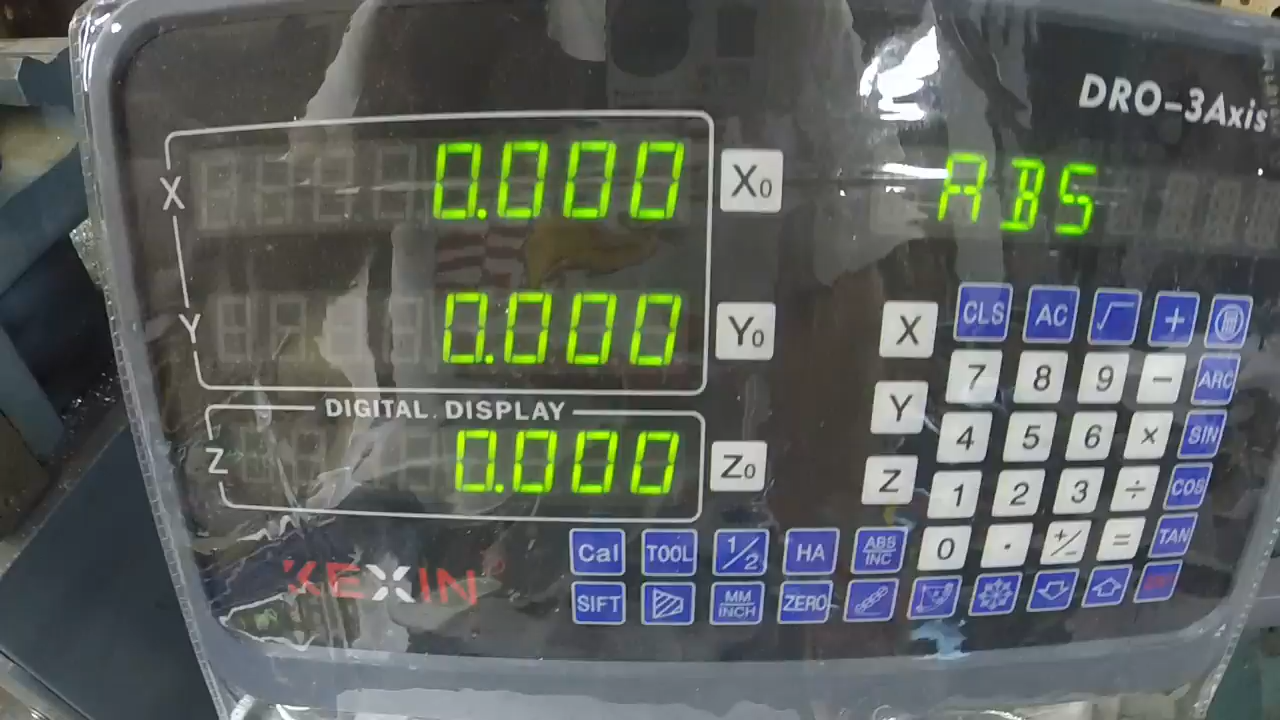 DRO-3Axis
X 0.000 X0
ABS
Y 0.000 Y0
DIGITAL DISPLAY
Z 0.000 Z0
X CLS AC √ +
7 8 9 − ARC
Y 4 5 6 × SIN
Z 1 2 3 ÷ COS
0 . +/− = TAN
Cal TOOL 1/2 HA ABS/INC
SIFT MM/INCH ZERO
KEXIN